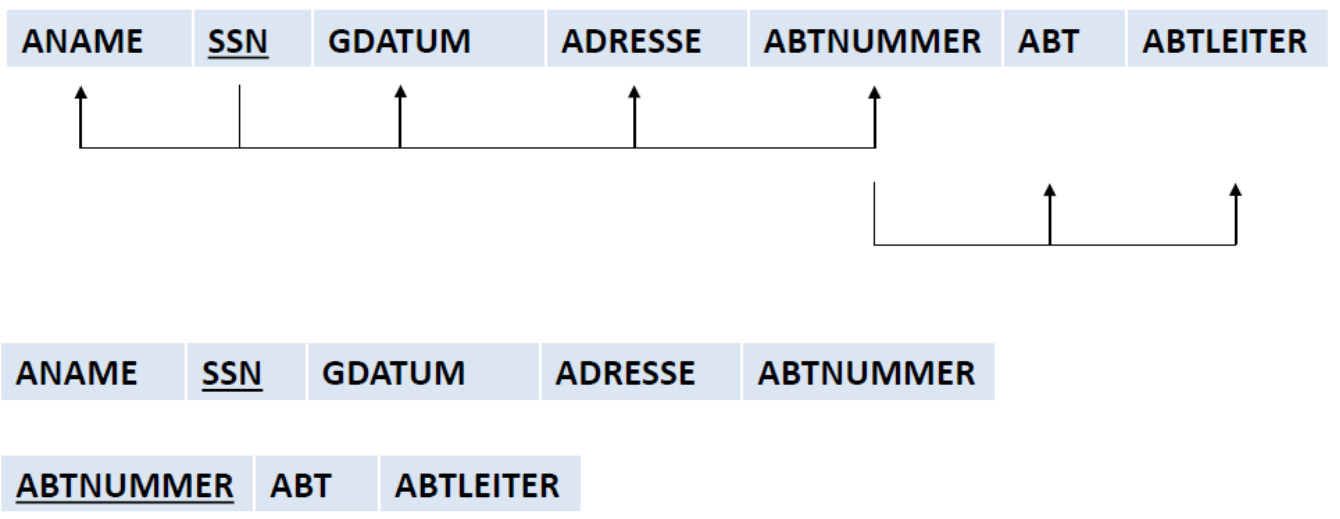 ANAME SSN GDATUM ADRESSE ABTNUMMER ABT ABTLEITER
ANAME SSN GDATUM ADRESSE ABTNUMMER
ABTNUMMER ABT ABTLEITER